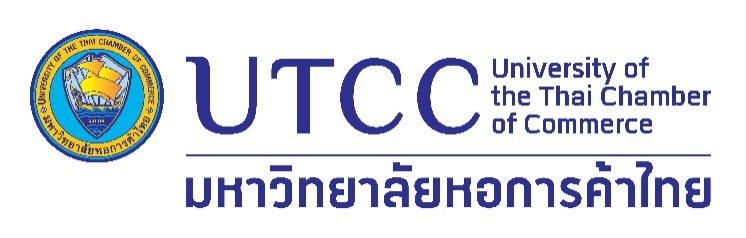 UNIVERSITY OF THE THAI CHAMBER OF COMMERCE
มหาวิทยาลัยหอการค้าไทย
UTCC
University of
the Thai Chamber
of Commerce
มหาวิทยาลัยหอการค้าไทย